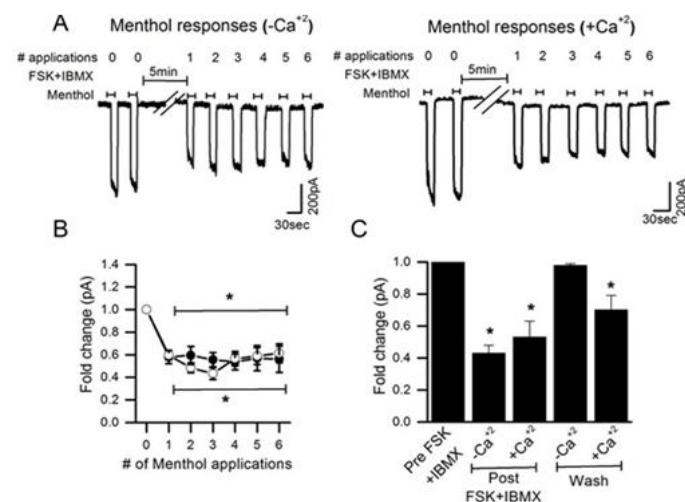 A
Menthol responses (-Ca+2)
# applications 0 0 1 2 3 4 5 6
FSK+IBMX 5min
Menthol
200pA
30sec
Menthol responses (+Ca+2)
# applications 0 0 1 2 3 4 5 6
FSK+IBMX 5min
Menthol
200pA
30sec
B
Fold change (pA)
1.4
1.2
1.0
0.8
0.6
0.4
0.2
0.0
*
*
0 1 2 3 4 5 6
# of Menthol applications
C
Fold change (pA)
1.0
0.8
0.6
0.4
0.2
0.0
* * *
Pre FSK
+IBMX
-Ca+2
+Ca+2
-Ca+2
+Ca+2
Post
FSK+IBMX
Wash